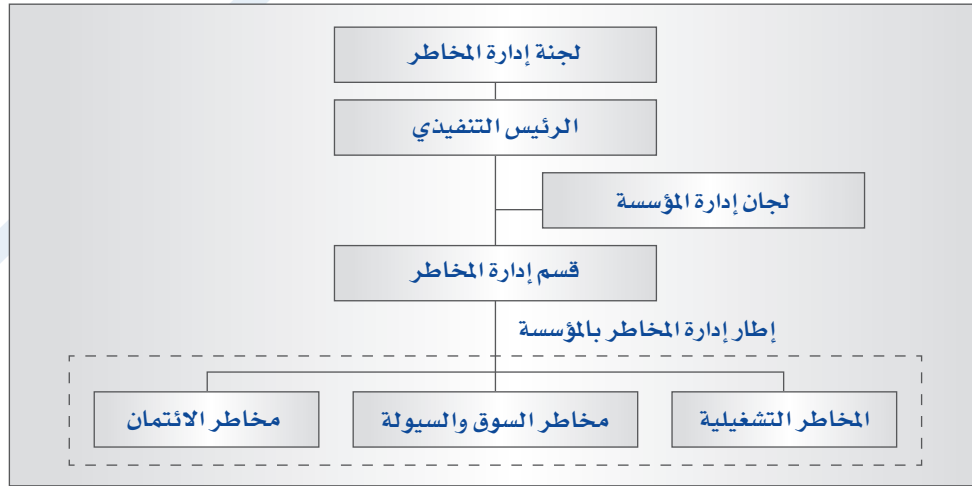 لجنة إدارة المخاطر
الرئيس التنفيذي
لجان إدارة المؤسسة
قسم إدارة المخاطر
إطار إدارة المخاطر بالمؤسسة
المخاطر التشغيلية
مخاطر السوق والسيولة
مخاطر الائتمان